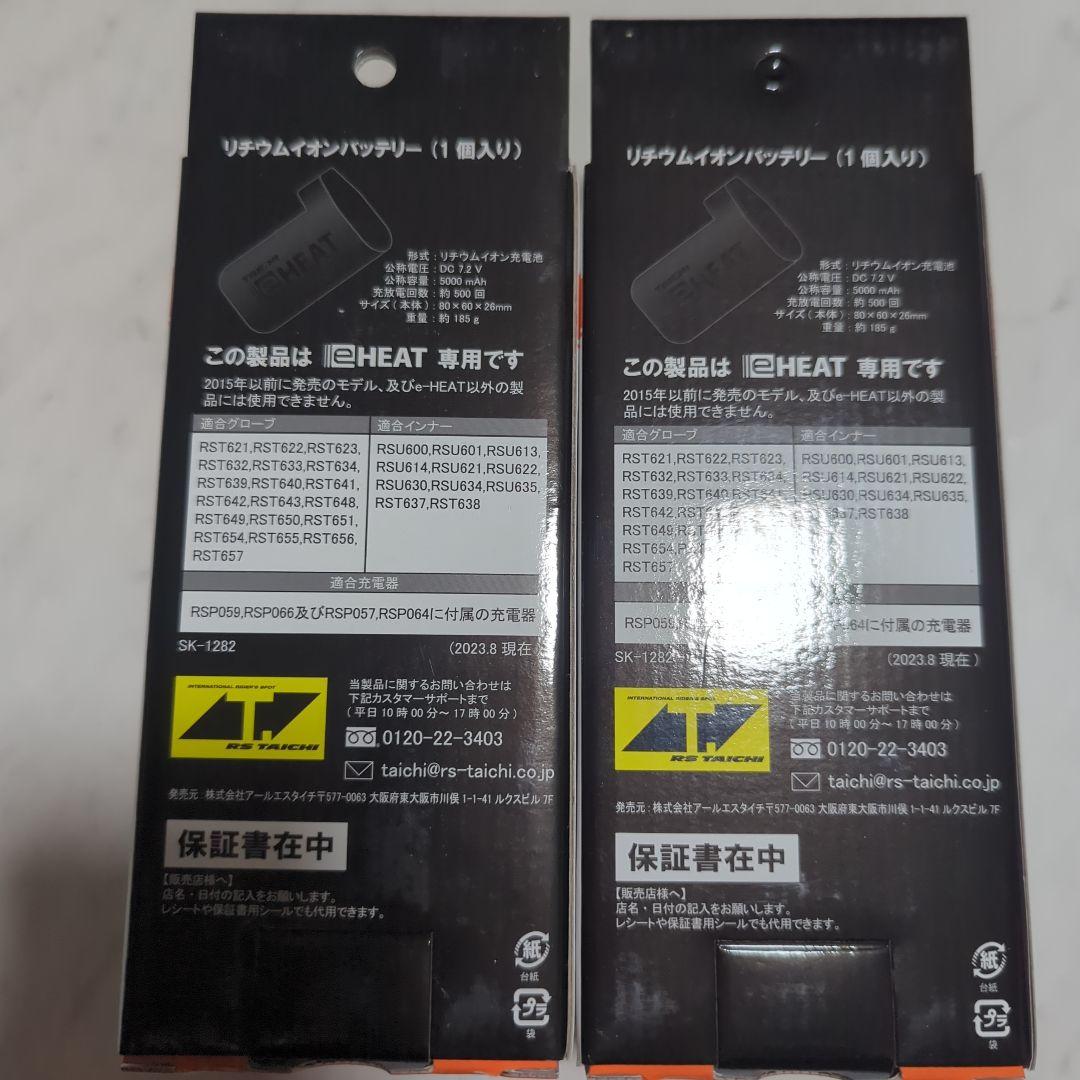 リチウムイオンバッテリー（1 個入り）
eHEAT
形式：リチウムイオン充電池
公称電圧：DC 7.2 V
公称容量：5000 mAh
充放電回数：約 500 回
サイズ（本体）：80×60×26mm
重量：約 185 g
この製品は eHEAT 専用です
2015年以前に発売のモデル、及びe-HEAT以外の製
品には使用できません。
適合グローブ 適合インナー
RST621,RST622,RST623, RSU600,RSU601,RSU613,
RST632,RST633,RST634, RSU614,RSU621,RSU622,
RST639,RST640,RST641, RSU630,RSU634,RSU635,
RST642,RST643,RST648, RST637,RST638
RST649,RST650,RST651,
RST654,RST655,RST656,
RST657
適合充電器
RSP059,RSP066及びRSP057,RSP064に付属の充電器
SK-1282 （2023.8 現在）
INTERNATIONAL RIDER'S SPOT
RS TAICHI
当製品に関するお問い合わせは
下記カスタマーサポートまで
（平日 10 時 00 分～ 17 時 00 分）
0120-22-3403
taichi@rs-taichi.co.jp
発売元：株式会社アールエスタイチ〒577-0063 大阪府東大阪市川俣 1-1-41 ルクスビル 7F
保証書在中
【販売店様へ】
店名・日付の記入をお願いします。
レシートや保証書用シールでも代用できます。
紙
台紙
プラ
袋
リチウムイオンバッテリー（1 個入り）
eHEAT
形式：リチウムイオン充電池
公称電圧：DC 7.2 V
公称容量：5000 mAh
充放電回数：約 500 回
サイズ（本体）：80×60×26mm
重量：約 185 g
この製品は eHEAT 専用です
2015年以前に発売のモデル、及びe-HEAT以外の製
品には使用できません。
適合グローブ 適合インナー
RST621,RST622,RST623, RSU600,RSU601,RSU613,
RST632,RST633,RST634, RSU614,RSU621,RSU622,
RST639,RST640, RSU630,RSU634,RSU635,
RST642, RST638
RST649,
RST657
に付属の充電器
SK-1282 （2023.8 現在）
INTERNATIONAL RIDER'S SPOT
RS TAICHI
当製品に関するお問い合わせは
下記カスタマーサポートまで
（平日 10 時 00 分～ 17 時 00 分）
0120-22-3403
taichi@rs-taichi.co.jp
発売元：株式会社アールエスタイチ〒577-0063 大阪府東大阪市川俣 1-1-41 ルクスビル 7F
保証書在中
【販売店様へ】
店名・日付の記入をお願いします。
レシートや保証書用シールでも代用できます。
紙
台紙
プラ
袋